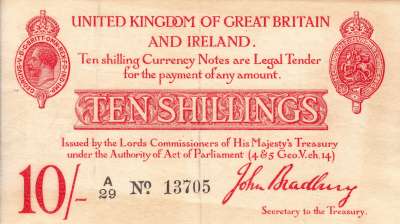 UNITED KINGDOM OF GREAT BRITAIN
AND IRELAND.
Ten shilling Currency Notes are Legal Tender
for the payment of any amount.
TEN SHILLINGS
Issued by the Lords Commissioners of His Majesty's Treasury
under the Authority of Act of Parliament (4 & 5 Geo. V. ch. 14)
10/- A/29 No 13705
John Bradbury
Secretary to the Treasury.